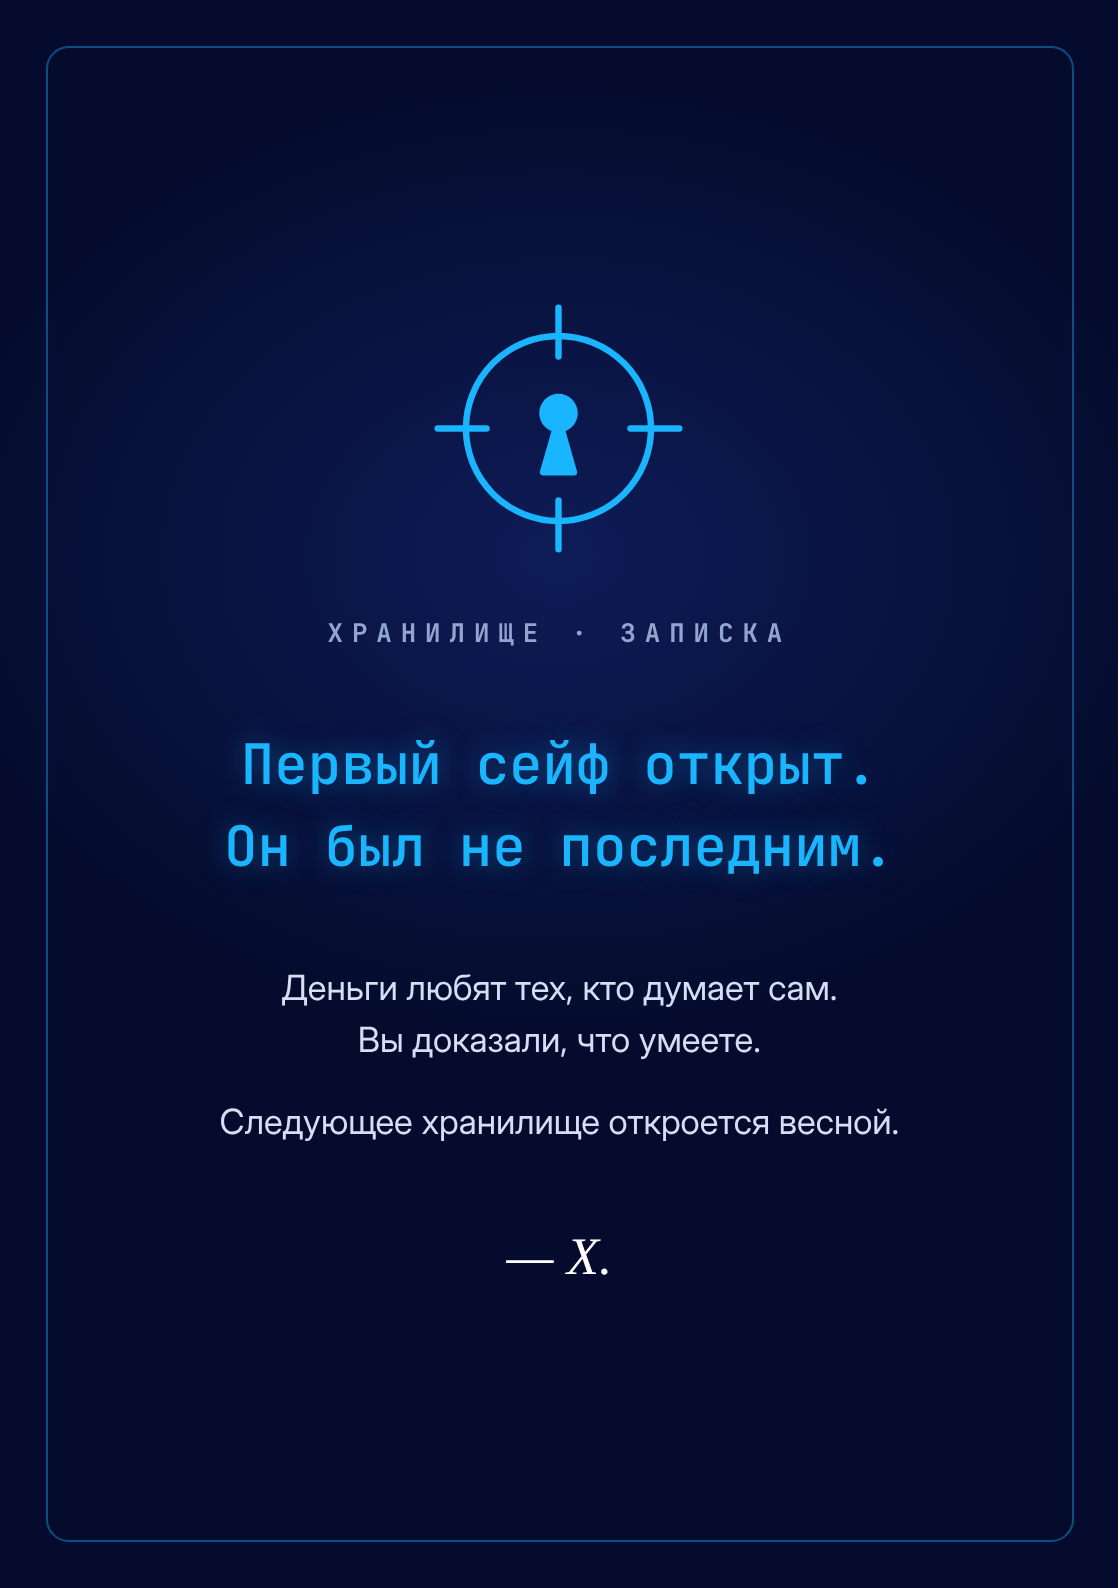 ХРАНИЛИЩЕ · ЗАПИСКА
Первый сейф открыт.
Он был не последним.
Деньги любят тех, кто думает сам.
Вы доказали, что умеете.
Следующее хранилище откроется весной.
— Х.